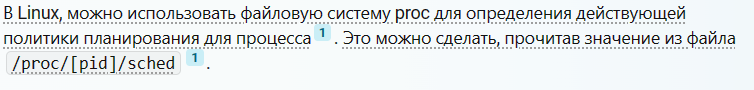 В Linux, можно использовать файловую систему proc для определения действующей
политики планирования для процесса 1 . Это можно сделать, прочитав значение из файла
/proc/[pid]/sched 1 .